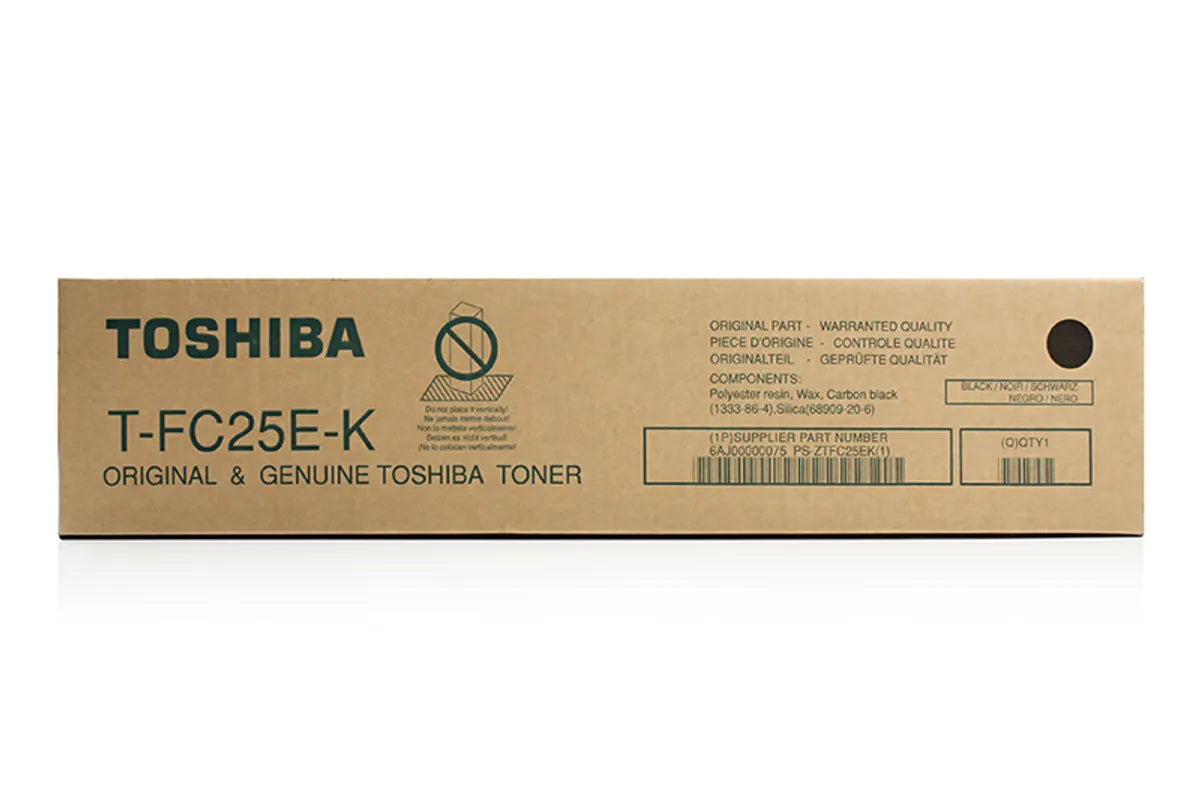 TOSHIBA
T-FC25E-K
ORIGINAL & GENUINE TOSHIBA TONER
Do not place it vertically!
Ne jamais mettre debout!
Non lo mettete verticalmente!
Setzen es nicht vertikal!
¡No lo colocan verticalmente!
ORIGINAL PART - WARRANTED QUALITY
PIECE D'ORIGINE - CONTROLE QUALITE
ORIGINALTEIL - GEPRÜFTE QUALITÄT
COMPONENTS:
Polyester resin, Wax, Carbon black
(1333-86-4),Silica(68909-20-6)
BLACK / NOIR / SCHWARZ
NEGRO / NERO
(1P)SUPPLIER PART NUMBER
6AJ00000075 PS-ZTFC25EK(1)
(Q)QTY1